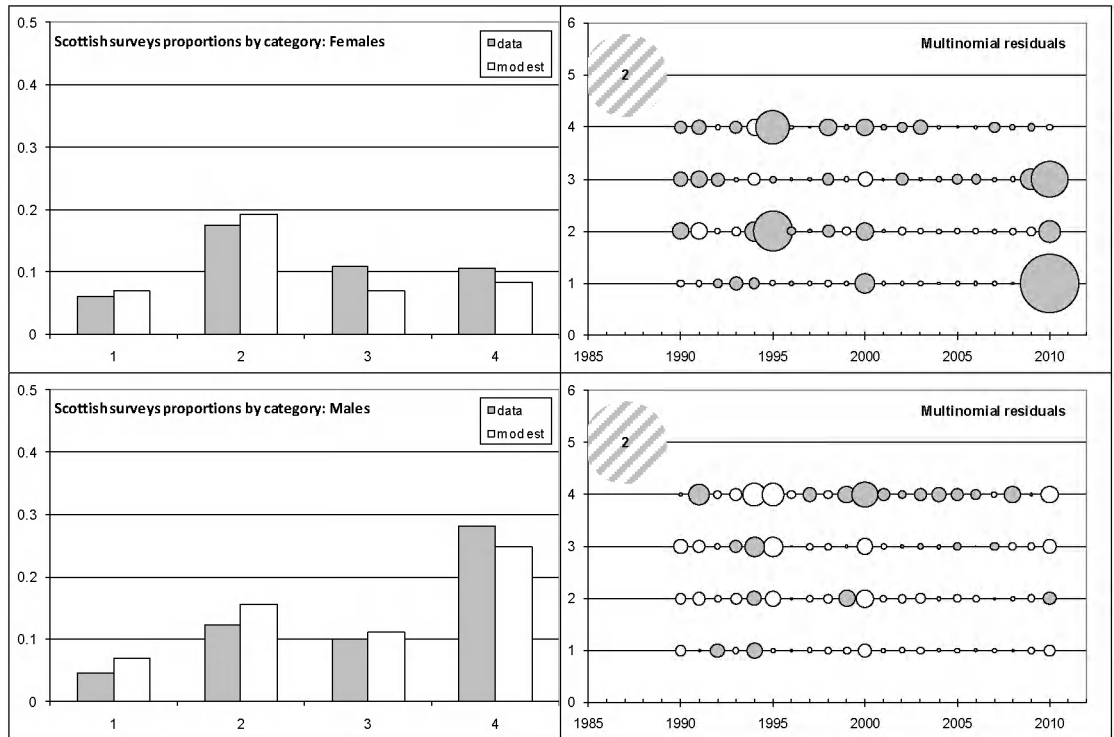 Scottish surveys proportions by category: Females
data
mod est
0.5
0.4
0.3
0.2
0.1
0
1 2 3 4
Multinomial residuals
2
6
5
4
3
2
1
0
1985 1990 1995 2000 2005 2010
Scottish surveys proportions by category: Males
data
mod est
0.5
0.4
0.3
0.2
0.1
0
1 2 3 4
Multinomial residuals
2
6
5
4
3
2
1
0
1985 1990 1995 2000 2005 2010